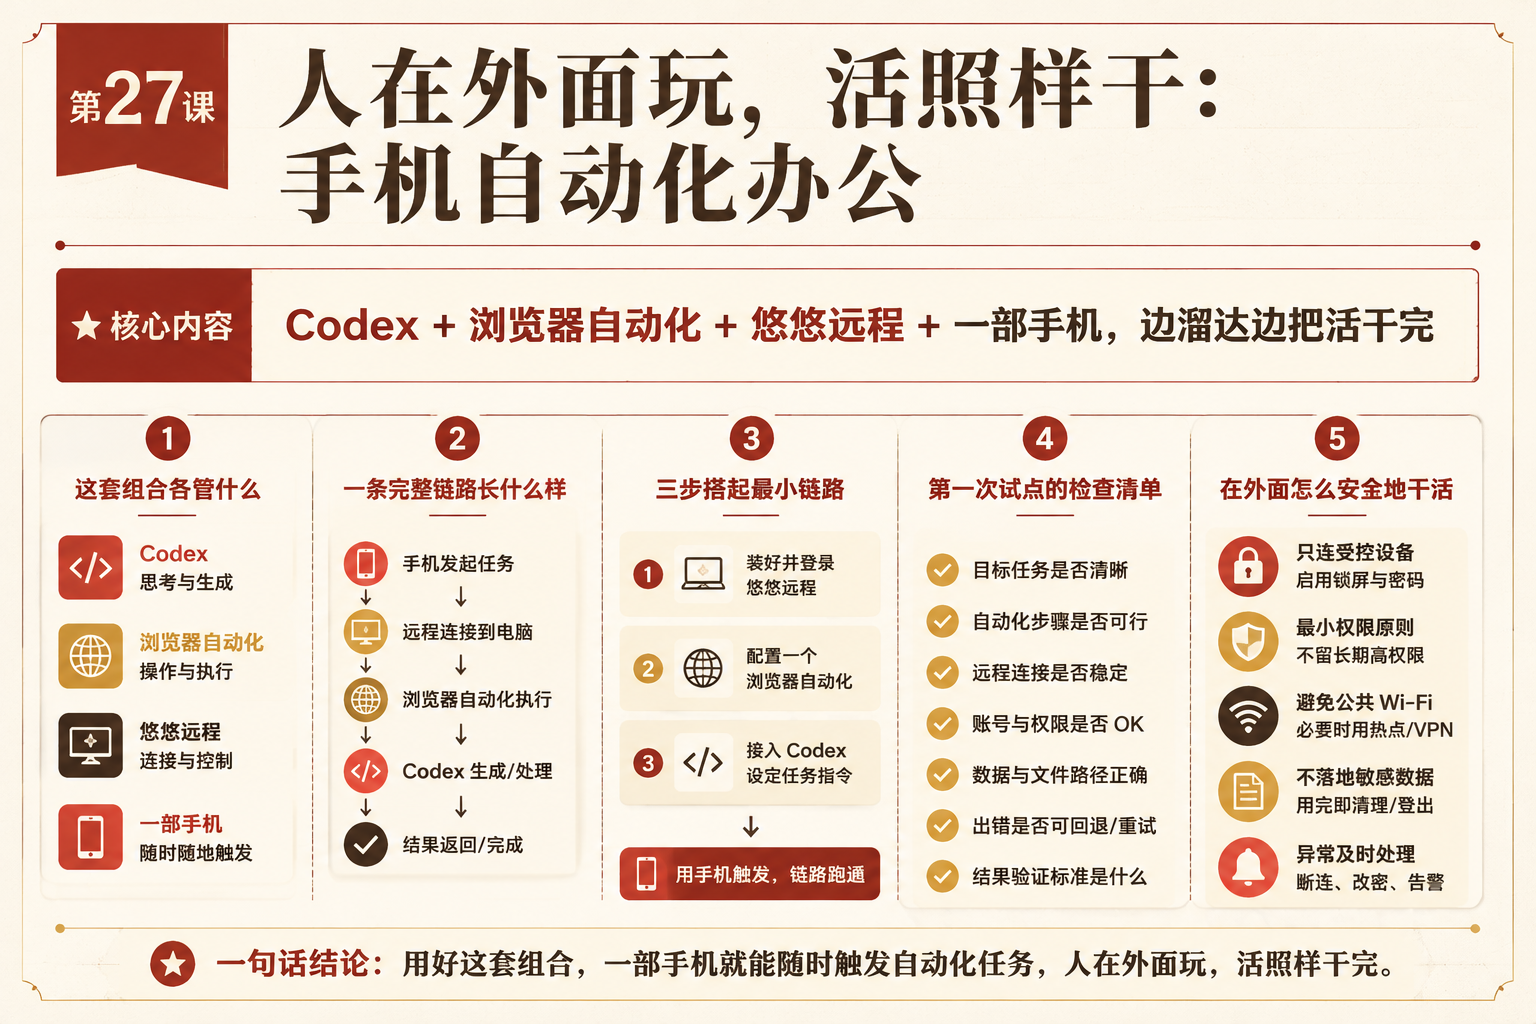 第27课
人在外面玩，活照样干：
手机自动化办公
核心内容
Codex + 浏览器自动化 + 悠悠远程 + 一部手机，边溜达边把活干完
1
这套组合各管什么
Codex
思考与生成
浏览器自动化
操作与执行
悠悠远程
连接与控制
一部手机
随时随地触发
2
一条完整链路长什么样
手机发起任务
远程连接到电脑
浏览器自动化执行
Codex 生成/处理
结果返回/完成
3
三步搭起最小链路
1
装好并登录
悠悠远程
2
配置一个
浏览器自动化
3
接入 Codex
设定任务指令
用手机触发，链路跑通
4
第一次试点的检查清单
目标任务是否清晰
自动化步骤是否可行
远程连接是否稳定
账号与权限是否 OK
数据与文件路径正确
出错是否可回退/重试
结果验证标准是什么
5
在外面怎么安全地干活
只连受控设备
启用锁屏与密码
最小权限原则
不留长期高权限
避免公共 Wi-Fi
必要时用热点/VPN
不落地敏感数据
用完即清理/登出
异常及时处理
断连、改密、告警
一句话结论：用好这套组合，一部手机就能随时触发自动化任务，人在外面玩，活照样干完。